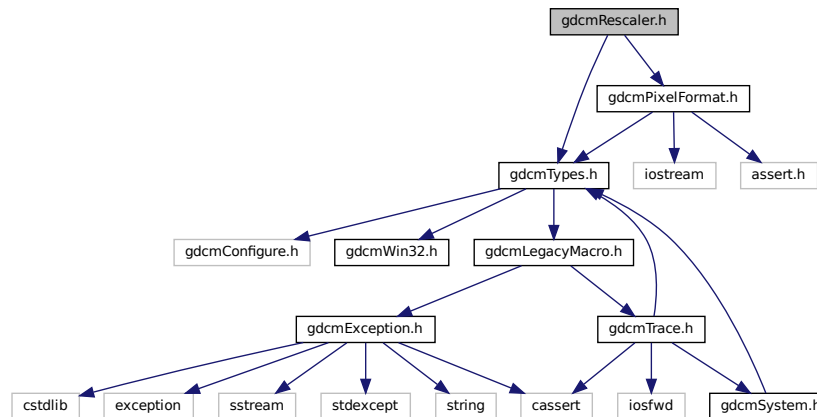 gdcmRescaler.h
gdcmPixelFormat.h
gdcmTypes.h
iostream
assert.h
gdcmConfigure.h
gdcmWin32.h
gdcmLegacyMacro.h
gdcmException.h
gdcmTrace.h
cstdlib
exception
sstream
stdexcept
string
cassert
iosfwd
gdcmSystem.h